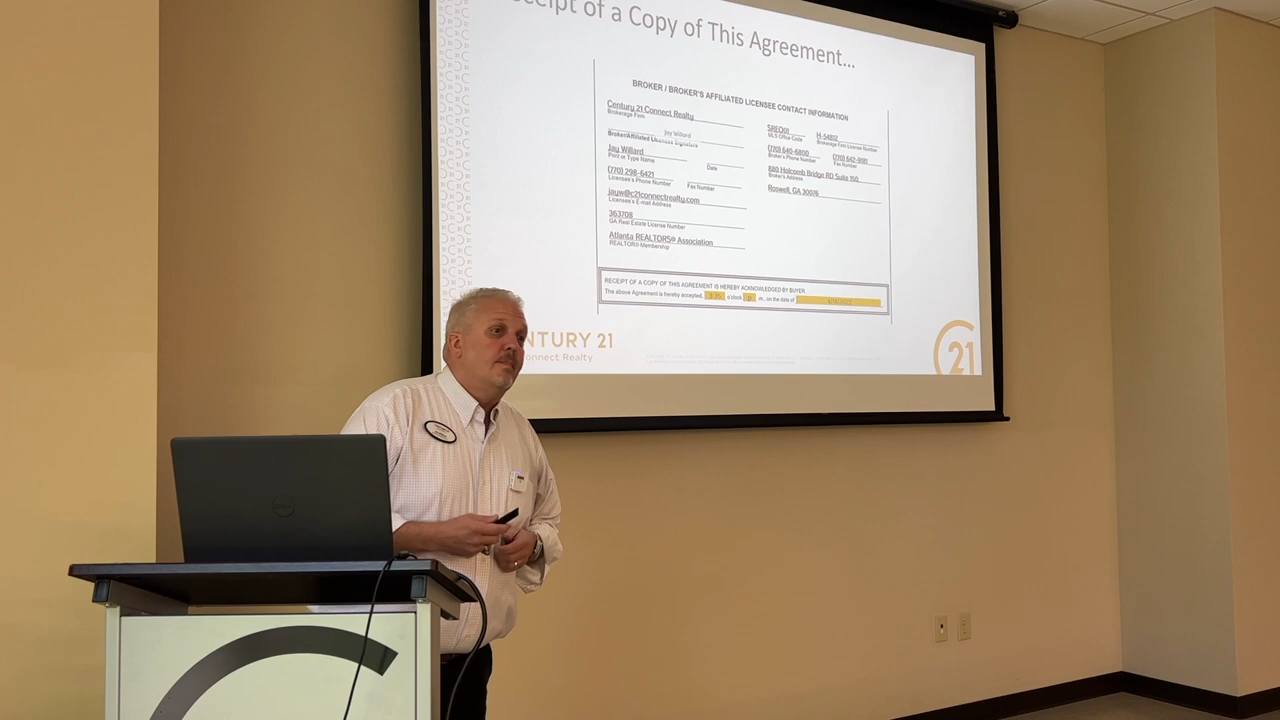 eceipt of a Copy of This Agreement...
BROKER / BROKER'S AFFILIATED LICENSEE CONTACT INFORMATION
Century 21 Connect Realty
Brokerage Firm
Jay Willard
Broker/Affiliated Licensee Signature
Jay Willard
Print or Type Name
Date
(770) 298-6421
Licensee's Phone Number
Fax Number
jayw@c21connectrealty.com
Licensee's E-mail Address
363708
GA Real Estate License Number
Atlanta REALTORS® Association
REALTOR® Membership
SREO01 H-54812
MLS Office Code Brokerage Firm License Number
(770) 640-6800 (770) 642-9191
Broker's Phone Number Fax Number
880 Holcomb Bridge RD Suite 150
Broker's Address
Roswell, GA 30076
RECEIPT OF A COPY OF THIS AGREEMENT IS HEREBY ACKNOWLEDGED BY BUYER
The above Agreement is hereby accepted, o'clock p m., on the date of
NTURY 21
onnect Realty
21
DELL